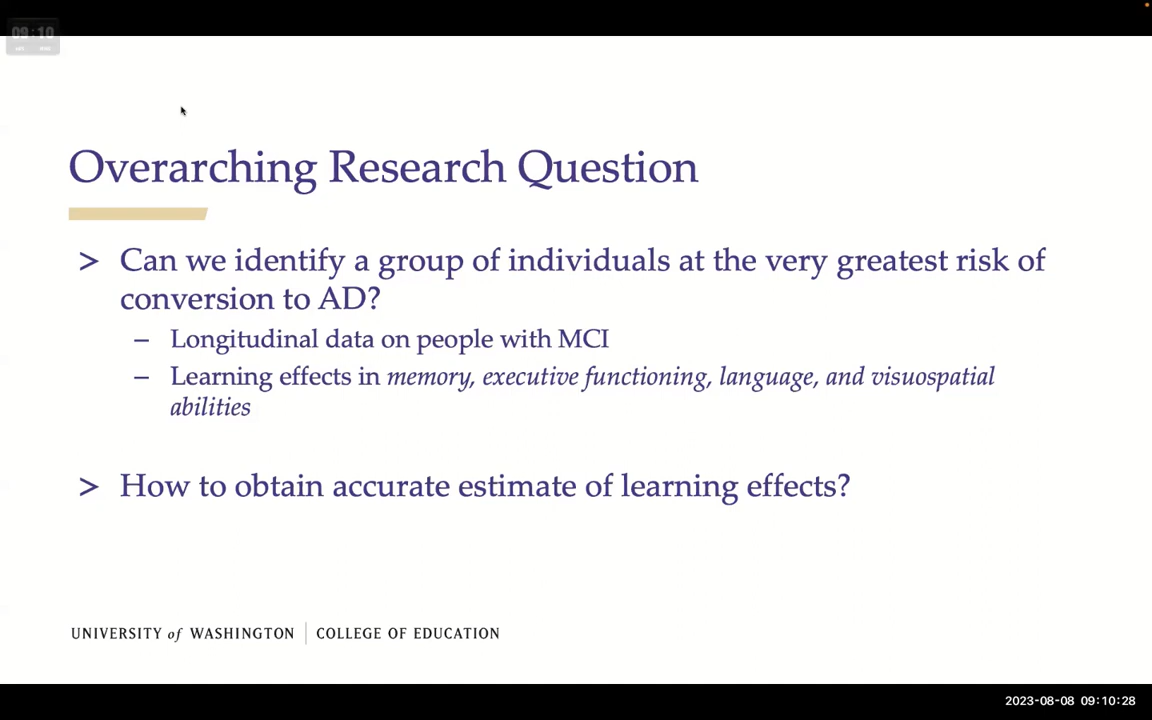 09:10
Overarching Research Question
> Can we identify a group of individuals at the very greatest risk of
conversion to AD?
– Longitudinal data on people with MCI
– Learning effects in memory, executive functioning, language, and visuospatial
abilities
> How to obtain accurate estimate of learning effects?
UNIVERSITY of WASHINGTON | COLLEGE OF EDUCATION
2023-08-08 09:10:28